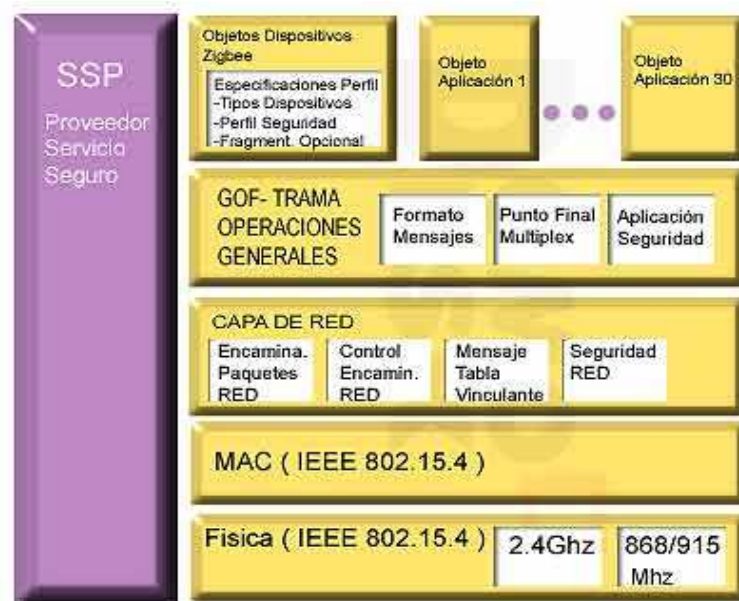 SSP
Proveedor
Servicio
Seguro
Objetos Dispositivos
Zigbee
Especificaciones Perfil
-Tipos Dispositivos
-Perfil Seguridad
-Fragment. Opcional
Objeto
Aplicación 1
Objeto
Aplicación 30
GOF- TRAMA
OPERACIONES
GENERALES
Formato
Mensajes
Punto Final
Multiplex
Aplicación
Seguridad
CAPA DE RED
Encamina.
Paquetes
RED
Control
Encamin.
RED
Mensaje
Tabla
Vinculante
Seguridad
RED
MAC ( IEEE 802.15.4 )
Fisica ( IEEE 802.15.4 )
2.4Ghz
868/915
Mhz